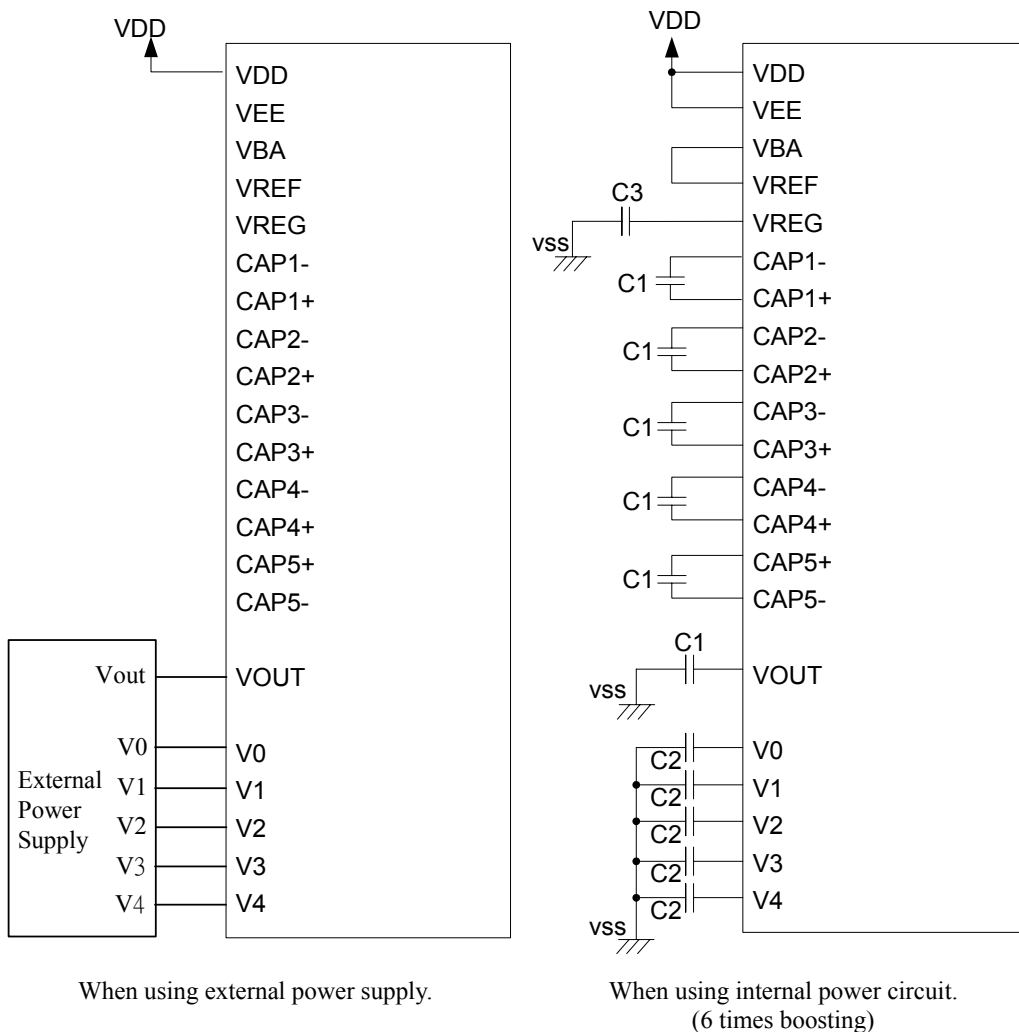 VDD
VDD
VEE
VBA
VREF
VREG
CAP1-
CAP1+
CAP2-
CAP2+
CAP3-
CAP3+
CAP4-
CAP4+
CAP5+
CAP5-
VOUT
V0
V1
V2
V3
V4
Vout
V0
V1
V2
V3
V4
External
Power
Supply
When using external power supply.
VDD
VDD
VEE
VBA
VREF
VREG
CAP1-
CAP1+
CAP2-
CAP2+
CAP3-
CAP3+
CAP4-
CAP4+
CAP5+
CAP5-
VOUT
V0
V1
V2
V3
V4
C3
vss
C1
C1
C1
C1
C1
C1
vss
C2
C2
C2
C2
C2
vss
When using internal power circuit.
(6 times boosting)